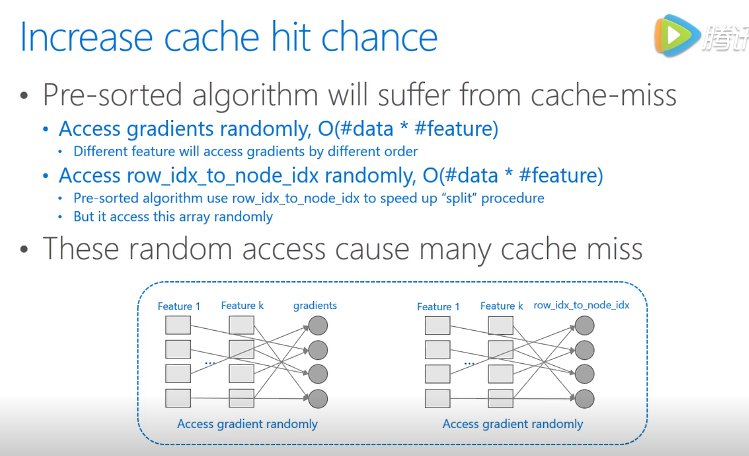 Increase cache hit chance
腾讯
• Pre-sorted algorithm will suffer from cache-miss
• Access gradients randomly, O(#data * #feature)
• Different feature will access gradients by different order
• Access row_idx_to_node_idx randomly, O(#data * #feature)
• Pre-sorted algorithm use row_idx_to_node_idx to speed up “split” procedure
• But it access this array randomly
• These random access cause many cache miss
Feature 1 Feature k gradients
...
Access gradient randomly
Feature 1 Feature k row_idx_to_node_idx
...
Access gradient randomly